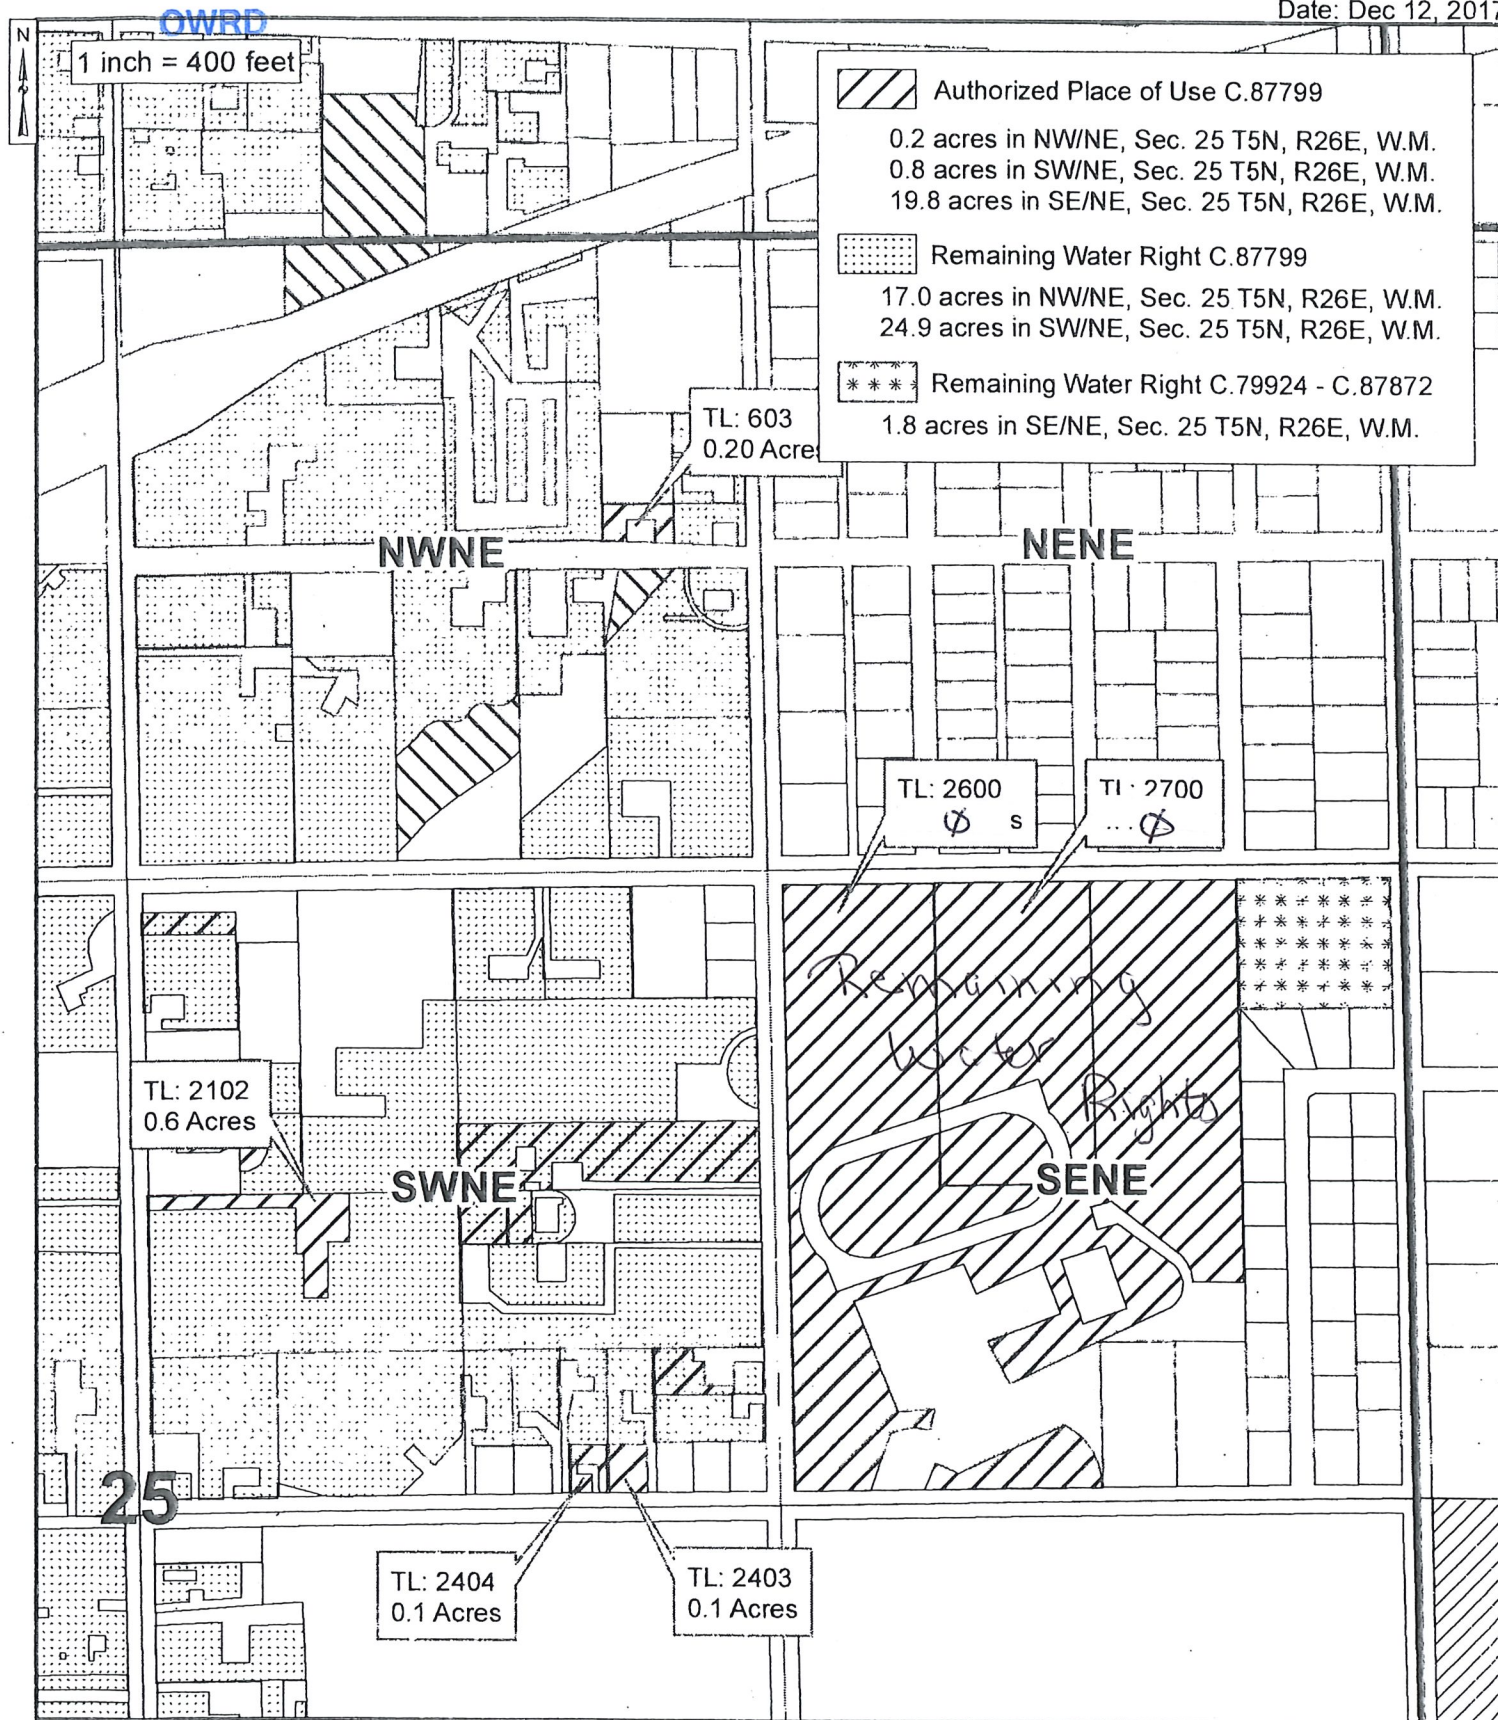 Date: Dec 12, 2017
OWRD
N
1 inch = 400 feet
Authorized Place of Use C.87799
0.2 acres in NW/NE, Sec. 25 T5N, R26E, W.M.
0.8 acres in SW/NE, Sec. 25 T5N, R26E, W.M.
19.8 acres in SE/NE, Sec. 25 T5N, R26E, W.M.
Remaining Water Right C.87799
17.0 acres in NW/NE, Sec. 25 T5N, R26E, W.M.
24.9 acres in SW/NE, Sec. 25 T5N, R26E, W.M.
Remaining Water Right C.79924 - C.87872
1.8 acres in SE/NE, Sec. 25 T5N, R26E, W.M.
TL: 603
0.20 Acres
NWNE
NENE
TL: 2600
Ø s
TL: 2700
... Ø
Remaining
Water
Rights
TL: 2102
0.6 Acres
SWNE
SENE
25
TL: 2404
0.1 Acres
TL: 2403
0.1 Acres